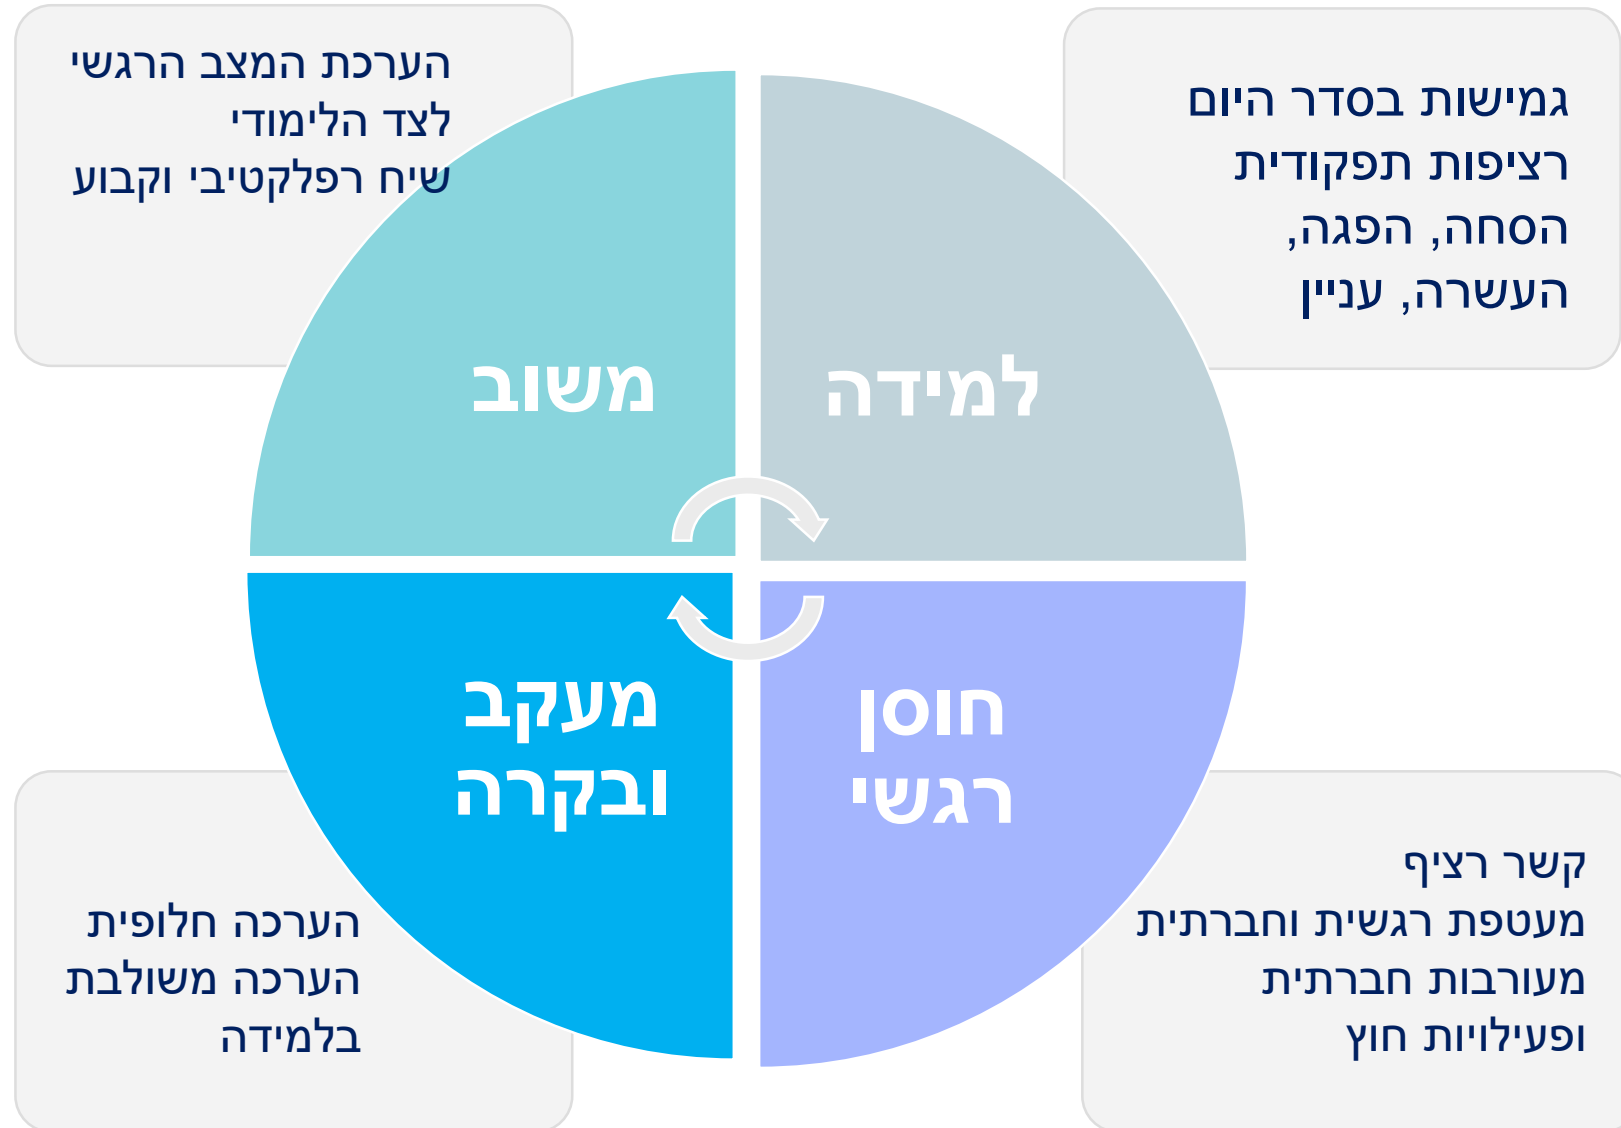 גמישות בסדר היום
רציפות תפקודית
הסחה, הפגה,
העשרה, עניין
הערכת המצב הרגשי
לצד הלימודי
שיח רפלקטיבי וקבוע
למידה
משוב
חוסן
רגשי
מעקב
ובקרה
קשר רציף
מעטפת רגשית וחברתית
מעורבות חברתית
ופעילויות חוץ
הערכה חלופית
הערכה משולבת
בלמידה